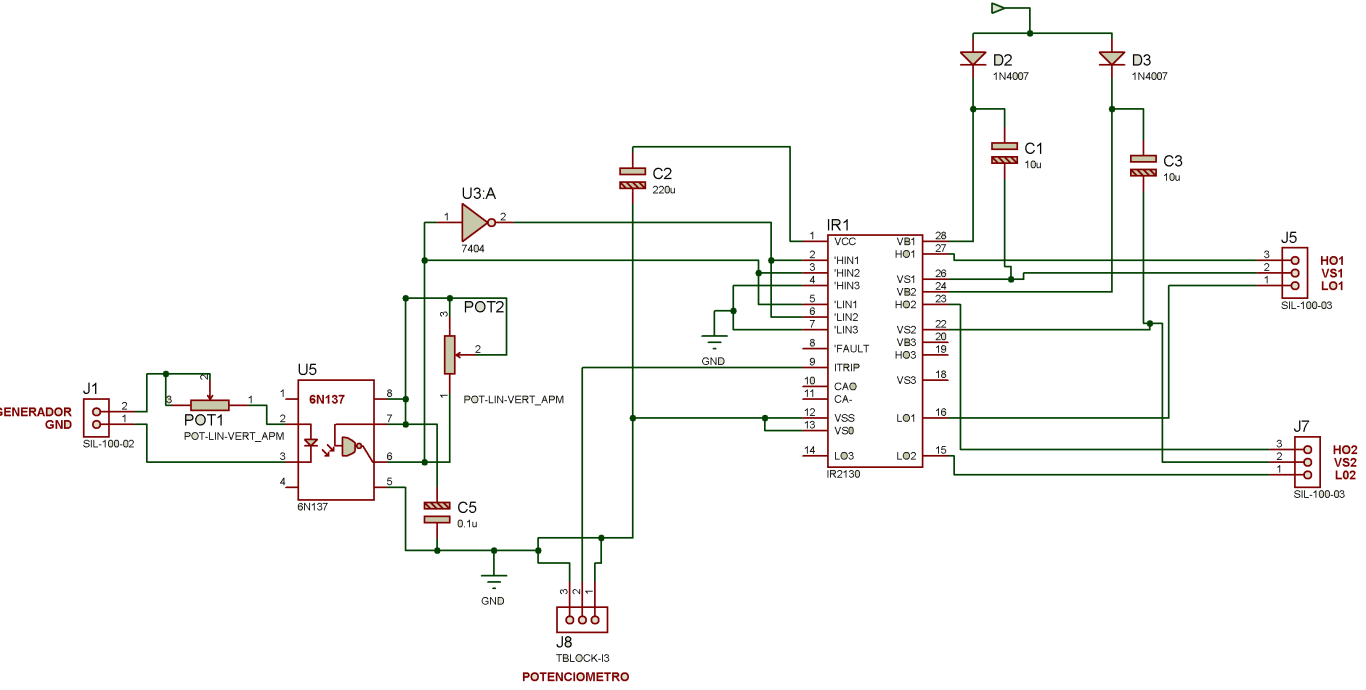 D2
1N4007
D3
1N4007
C1
10u
C3
10u
C2
220u
U3:A
1
2
7404
IR1
1
VCC
2
'HIN1
3
'HIN2
4
'HIN3
5
'LIN1
6
'LIN2
7
'LIN3
8
'FAULT
9
ITRIP
10
CAO
11
CA-
12
VSS
13
VS0
14
LO3
VB1
28
HO1
27
VS1
26
VB2
24
HO2
23
VS2
22
VB3
20
HO3
19
VS3
18
LO1
16
LO2
15
IR2130
J5
3
HO1
2
VS1
1
LO1
SIL-100-03
J7
3
HO2
2
VS2
1
L02
SIL-100-03
GND
POT2
3
2
1
POT-LIN-VERT_APM
J1
GENERADOR
2
GND
1
SIL-100-02
2
3
1
POT1
POT-LIN-VERT_APM
U5
6N137
1
2
3
4
8
7
6
5
6N137
C5
0.1u
GND
3
2
1
J8
TBLOCK-I3
POTENCIOMETRO